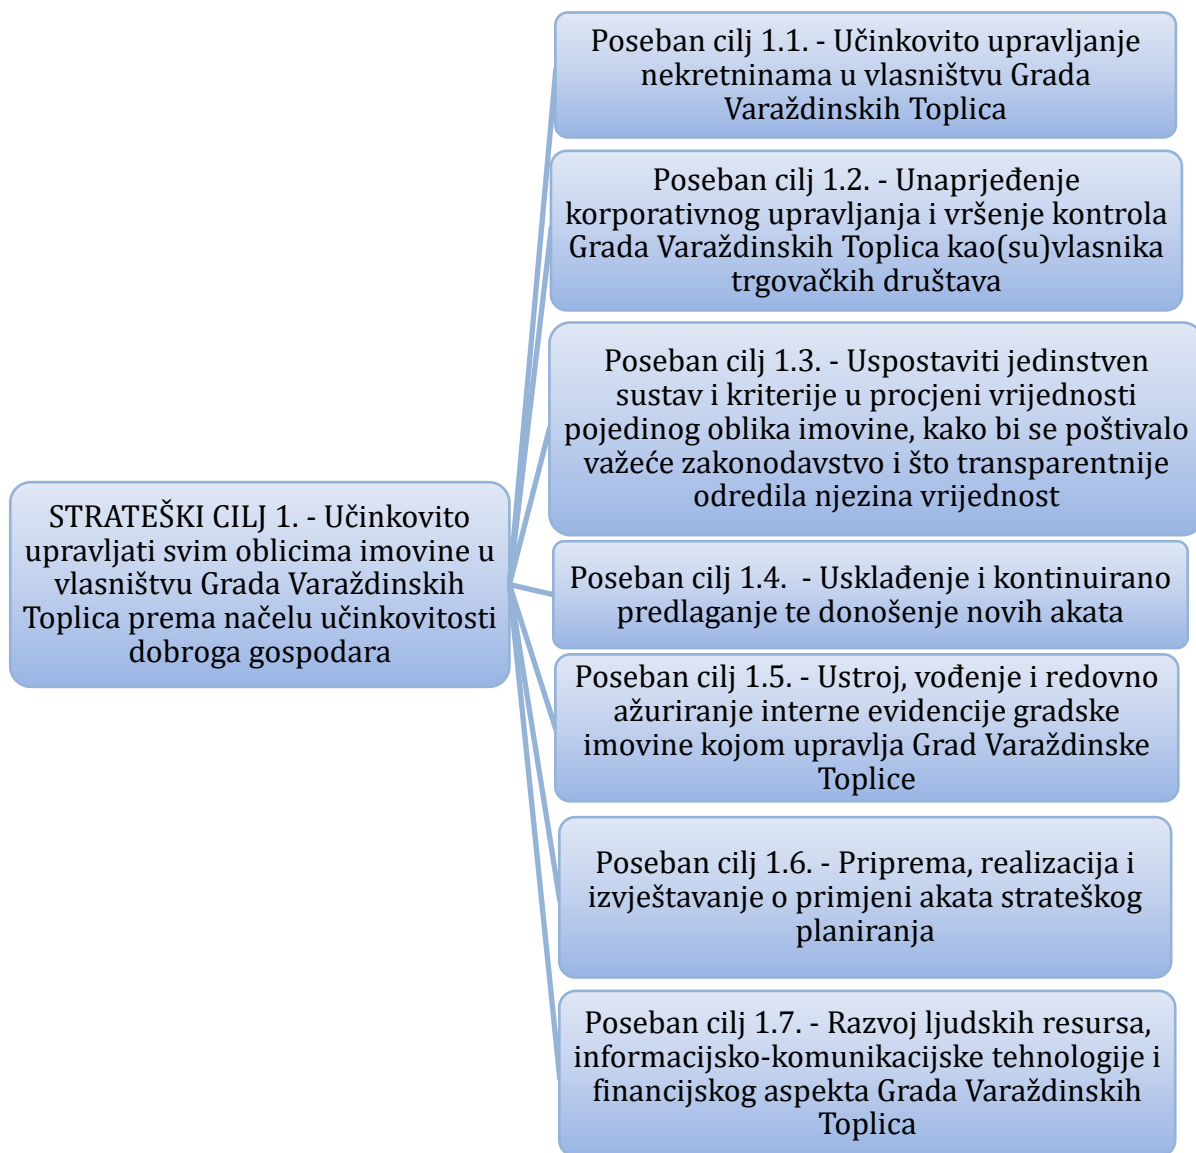 STRATEŠKI CILJ 1. - Učinkovito
upravljati svim oblicima imovine u
vlasništvu Grada Varaždinskih
Toplica prema načelu učinkovitosti
dobroga gospodara
Poseban cilj 1.1. - Učinkovito upravljanje
nekretninama u vlasništvu Grada
Varaždinskih Toplica
Poseban cilj 1.2. - Unaprjeđenje
korporativnog upravljanja i vršenje kontrola
Grada Varaždinskih Toplica kao(su)vlasnika
trgovačkih društava
Poseban cilj 1.3. - Uspostaviti jedinstven
sustav i kriterije u procjeni vrijednosti
pojedinog oblika imovine, kako bi se poštivalo
važeće zakonodavstvo i što transparentnije
odredila njezina vrijednost
Poseban cilj 1.4.  - Usklađenje i kontinuirano
predlaganje te donošenje novih akata
Poseban cilj 1.5. - Ustroj, vođenje i redovno
ažuriranje interne evidencije gradske
imovine kojom upravlja Grad Varaždinske
Toplice
Poseban cilj 1.6. - Priprema, realizacija i
izvještavanje o primjeni akata strateškog
planiranja
Poseban cilj 1.7. - Razvoj ljudskih resursa,
informacijsko-komunikacijske tehnologije i
financijskog aspekta Grada Varaždinskih
Toplica